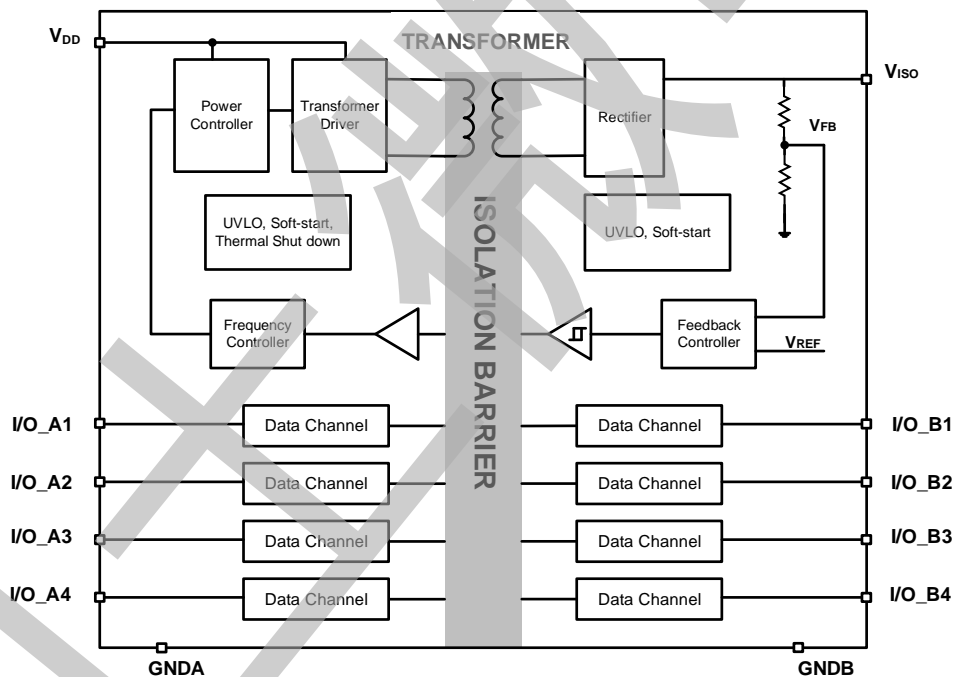 VDD
TRANSFORMER
VISO
Power
Controller
Transformer
Driver
Rectifier
VFB
UVLO, Soft-start,
Thermal Shut down
ISOLATION BARRIER
UVLO, Soft-start
Frequency
Controller
Feedback
Controller
VREF
I/O_A1
Data Channel
Data Channel
I/O_B1
I/O_A2
Data Channel
Data Channel
I/O_B2
I/O_A3
Data Channel
Data Channel
I/O_B3
I/O_A4
Data Channel
Data Channel
I/O_B4
GNDA
GNDB